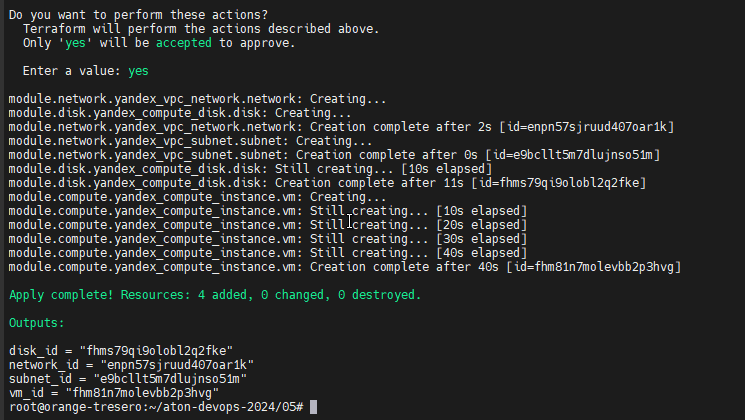 Do you want to perform these actions?
Terraform will perform the actions described above.
Only 'yes' will be accepted to approve.
Enter a value: yes
module.network.yandex_vpc_network.network: Creating...
module.disk.yandex_compute_disk.disk: Creating...
module.network.yandex_vpc_network.network: Creation complete after 2s [id=enpn57sjruud407oar1k]
module.network.yandex_vpc_subnet.subnet: Creating...
module.network.yandex_vpc_subnet.subnet: Creation complete after 0s [id=e9bcllt5m7dlujnso51m]
module.disk.yandex_compute_disk.disk: Still creating... [10s elapsed]
module.disk.yandex_compute_disk.disk: Creation complete after 11s [id=fhms79qi9olobl2q2fke]
module.compute.yandex_compute_instance.vm: Creating...
module.compute.yandex_compute_instance.vm: Still creating... [10s elapsed]
module.compute.yandex_compute_instance.vm: Still creating... [20s elapsed]
module.compute.yandex_compute_instance.vm: Still creating... [30s elapsed]
module.compute.yandex_compute_instance.vm: Still creating... [40s elapsed]
module.compute.yandex_compute_instance.vm: Creation complete after 40s [id=fhm81n7molevbb2p3hvg]
Apply complete! Resources: 4 added, 0 changed, 0 destroyed.
Outputs:
disk_id = "fhms79qi9olobl2q2fke"
network_id = "enpn57sjruud407oar1k"
subnet_id = "e9bcllt5m7dlujnso51m"
vm_id = "fhm81n7molevbb2p3hvg"
root@orange-tresero:~/aton-devops-2024/05#